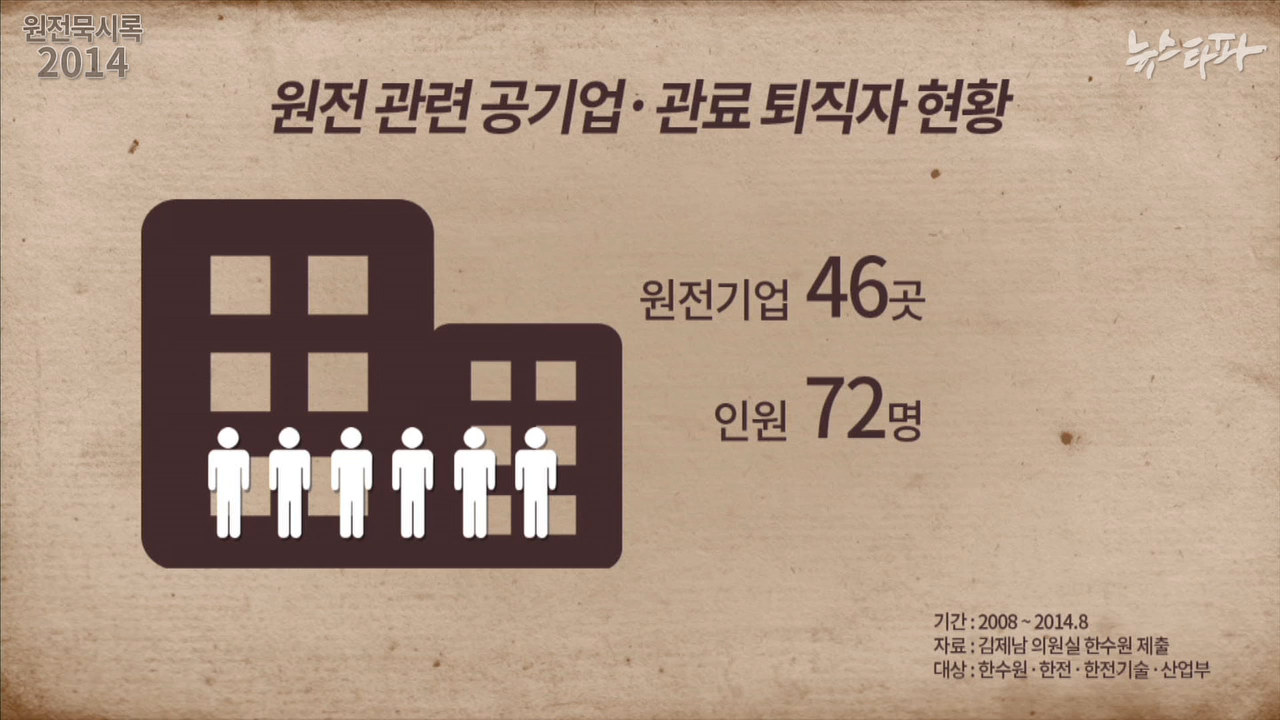 원전묵시록
2014
뉴스타파
원전 관련 공기업·관료 퇴직자 현황
원전기업 46곳
인원 72명
기간 : 2008 ~ 2014.8
자료 : 김제남 의원실 한수원 제출
대상 : 한수원·한전·한전기술·산업부